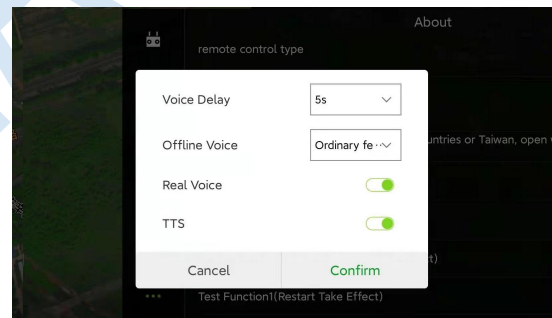 About
remote control type
Voice Delay 5s
untries or Taiwan, open
Offline Voice Ordinary fe ··
Real Voice
TTS
t)
Cancel Confirm
Test Function1(Restart Take Effect)